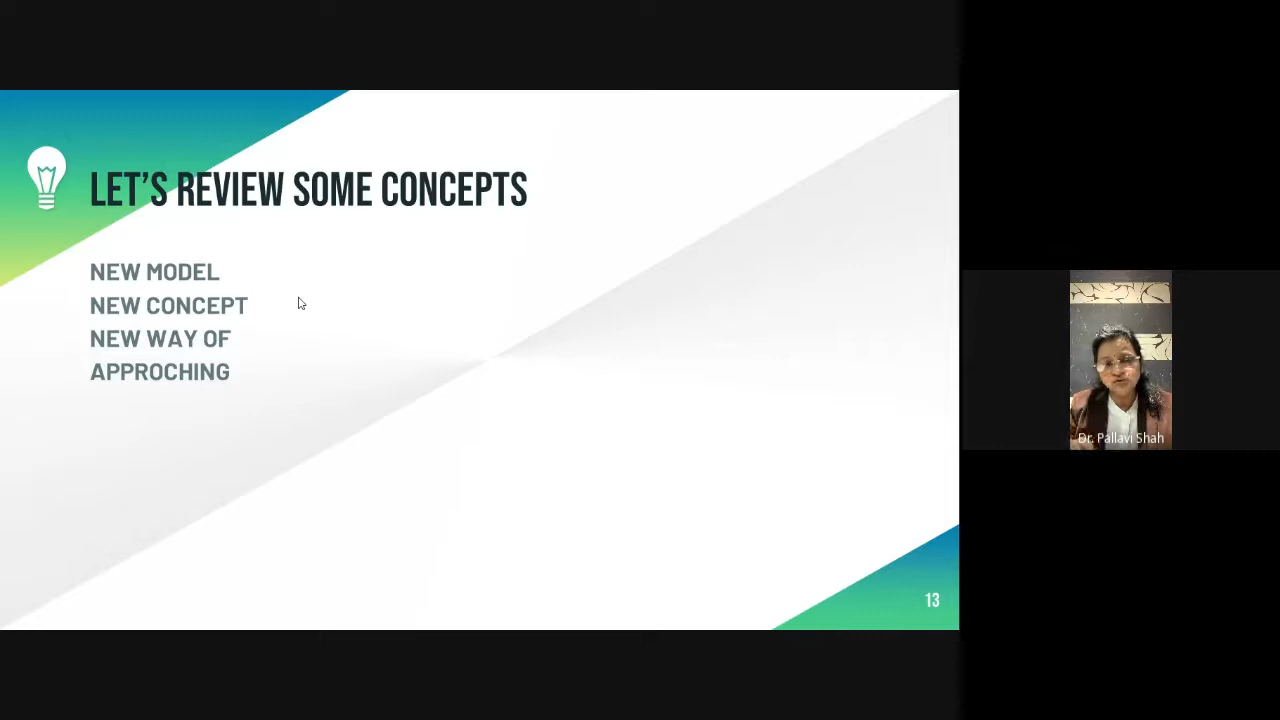 LET'S REVIEW SOME CONCEPTS
NEW MODEL
NEW CONCEPT
NEW WAY OF
APPROCHING
13
Dr. Pallavi Shah